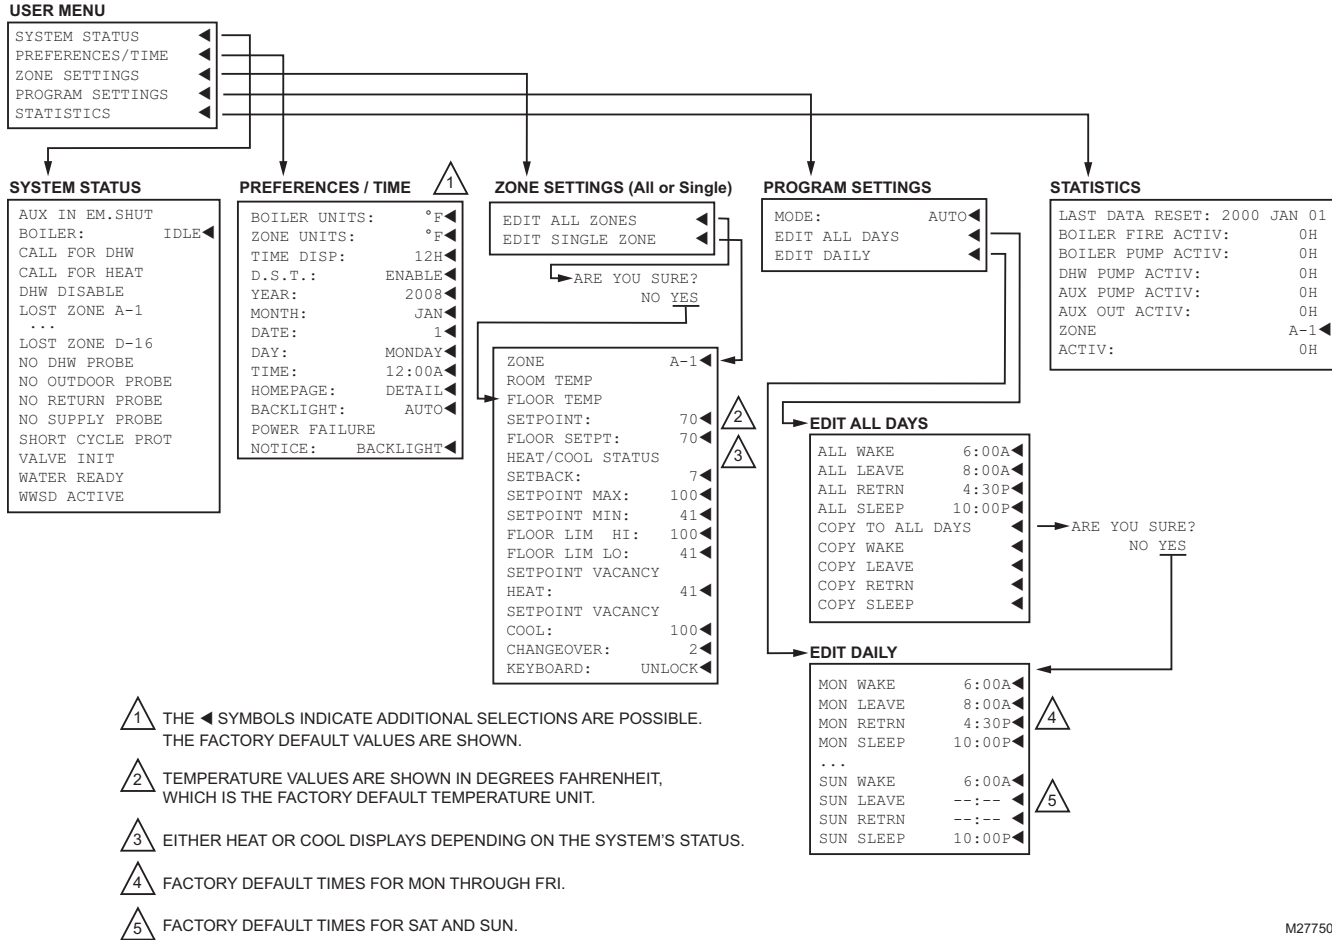 USER MENU
SYSTEM STATUS ◀
PREFERENCES/TIME ◀
ZONE SETTINGS ◀
PROGRAM SETTINGS ◀
STATISTICS ◀
SYSTEM STATUS
AUX IN EM.SHUT
BOILER: IDLE◀
CALL FOR DHW
CALL FOR HEAT
DHW DISABLE
LOST ZONE A-1
...
LOST ZONE D-16
NO DHW PROBE
NO OUTDOOR PROBE
NO RETURN PROBE
NO SUPPLY PROBE
SHORT CYCLE PROT
VALVE INIT
WATER READY
WWSD ACTIVE
PREFERENCES / TIME 1
BOILER UNITS: °F◀
ZONE UNITS: °F◀
TIME DISP: 12H◀
D.S.T.: ENABLE◀
YEAR: 2008◀
MONTH: JAN◀
DATE: 1◀
DAY: MONDAY◀
TIME: 12:00A◀
HOMEPAGE: DETAIL◀
BACKLIGHT: AUTO◀
POWER FAILURE
NOTICE: BACKLIGHT◀
ZONE SETTINGS (All or Single)
EDIT ALL ZONES ◀
EDIT SINGLE ZONE ◀
ARE YOU SURE?
NO YES
ZONE A-1◀
ROOM TEMP
FLOOR TEMP
SETPOINT: 70◀ 2
FLOOR SETPT: 70◀
HEAT/COOL STATUS 3
SETBACK: 7◀
SETPOINT MAX: 100◀
SETPOINT MIN: 41◀
FLOOR LIM HI: 100◀
FLOOR LIM LO: 41◀
SETPOINT VACANCY
HEAT: 41◀
SETPOINT VACANCY
COOL: 100◀
CHANGEOVER: 2◀
KEYBOARD: UNLOCK◀
PROGRAM SETTINGS
MODE: AUTO◀
EDIT ALL DAYS ◀
EDIT DAILY ◀
STATISTICS
LAST DATA RESET: 2000 JAN 01
BOILER FIRE ACTIV: 0H
BOILER PUMP ACTIV: 0H
DHW PUMP ACTIV: 0H
AUX PUMP ACTIV: 0H
AUX OUT ACTIV: 0H
ZONE A-1◀
ACTIV: 0H
EDIT ALL DAYS
ALL WAKE 6:00A◀
ALL LEAVE 8:00A◀
ALL RETRN 4:30P◀
ALL SLEEP 10:00P◀
COPY TO ALL DAYS ◀
COPY WAKE ◀
COPY LEAVE ◀
COPY RETRN ◀
COPY SLEEP ◀
ARE YOU SURE?
NO YES
EDIT DAILY
MON WAKE 6:00A◀
MON LEAVE 8:00A◀
MON RETRN 4:30P◀ 4
MON SLEEP 10:00P◀
...
SUN WAKE 6:00A◀
SUN LEAVE --:-- ◀ 5
SUN RETRN --:-- ◀
SUN SLEEP 10:00P◀
1 THE ◀ SYMBOLS INDICATE ADDITIONAL SELECTIONS ARE POSSIBLE.
THE FACTORY DEFAULT VALUES ARE SHOWN.
2 TEMPERATURE VALUES ARE SHOWN IN DEGREES FAHRENHEIT,
WHICH IS THE FACTORY DEFAULT TEMPERATURE UNIT.
3 EITHER HEAT OR COOL DISPLAYS DEPENDING ON THE SYSTEM'S STATUS.
4 FACTORY DEFAULT TIMES FOR MON THROUGH FRI.
5 FACTORY DEFAULT TIMES FOR SAT AND SUN.
M27750